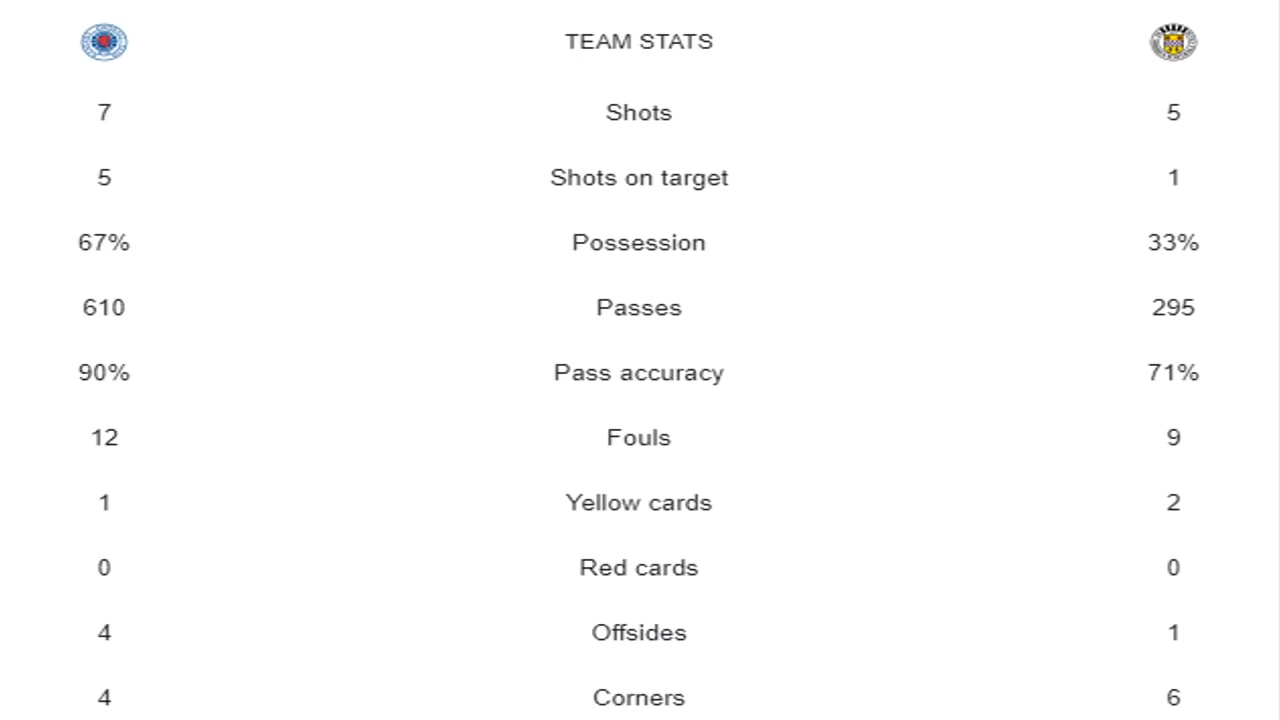 TEAM STATS
7 Shots 5
5 Shots on target 1
67% Possession 33%
610 Passes 295
90% Pass accuracy 71%
12 Fouls 9
1 Yellow cards 2
0 Red cards 0
4 Offsides 1
4 Corners 6